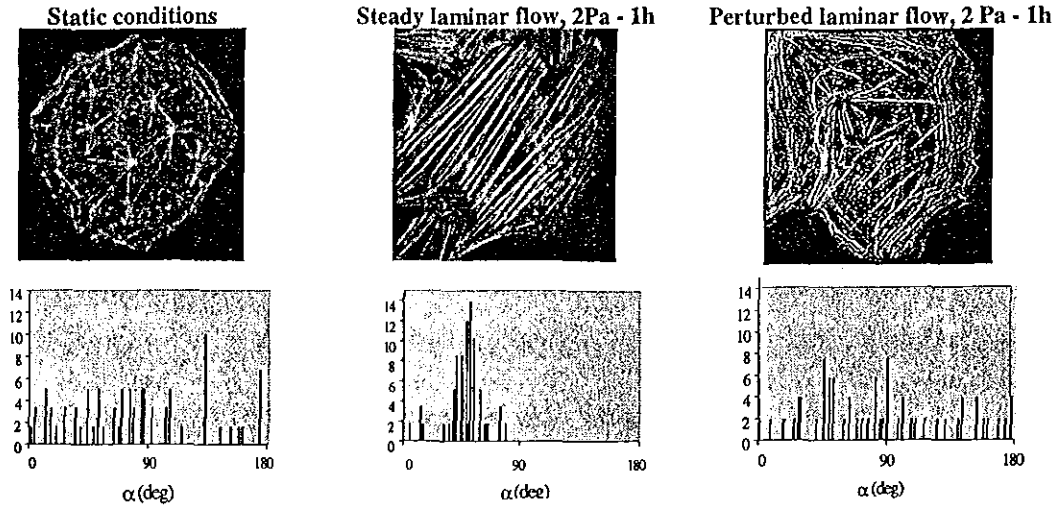 Static conditions
Steady laminar flow, 2Pa - 1h
Perturbed laminar flow, 2 Pa - 1h
14
12
10
8
6
4
2
0
0 90 180
α (deg)
14
12
10
8
6
4
2
0
0 90 180
α (deg)
14
12
10
8
6
4
2
0
0 90 180
α (deg)